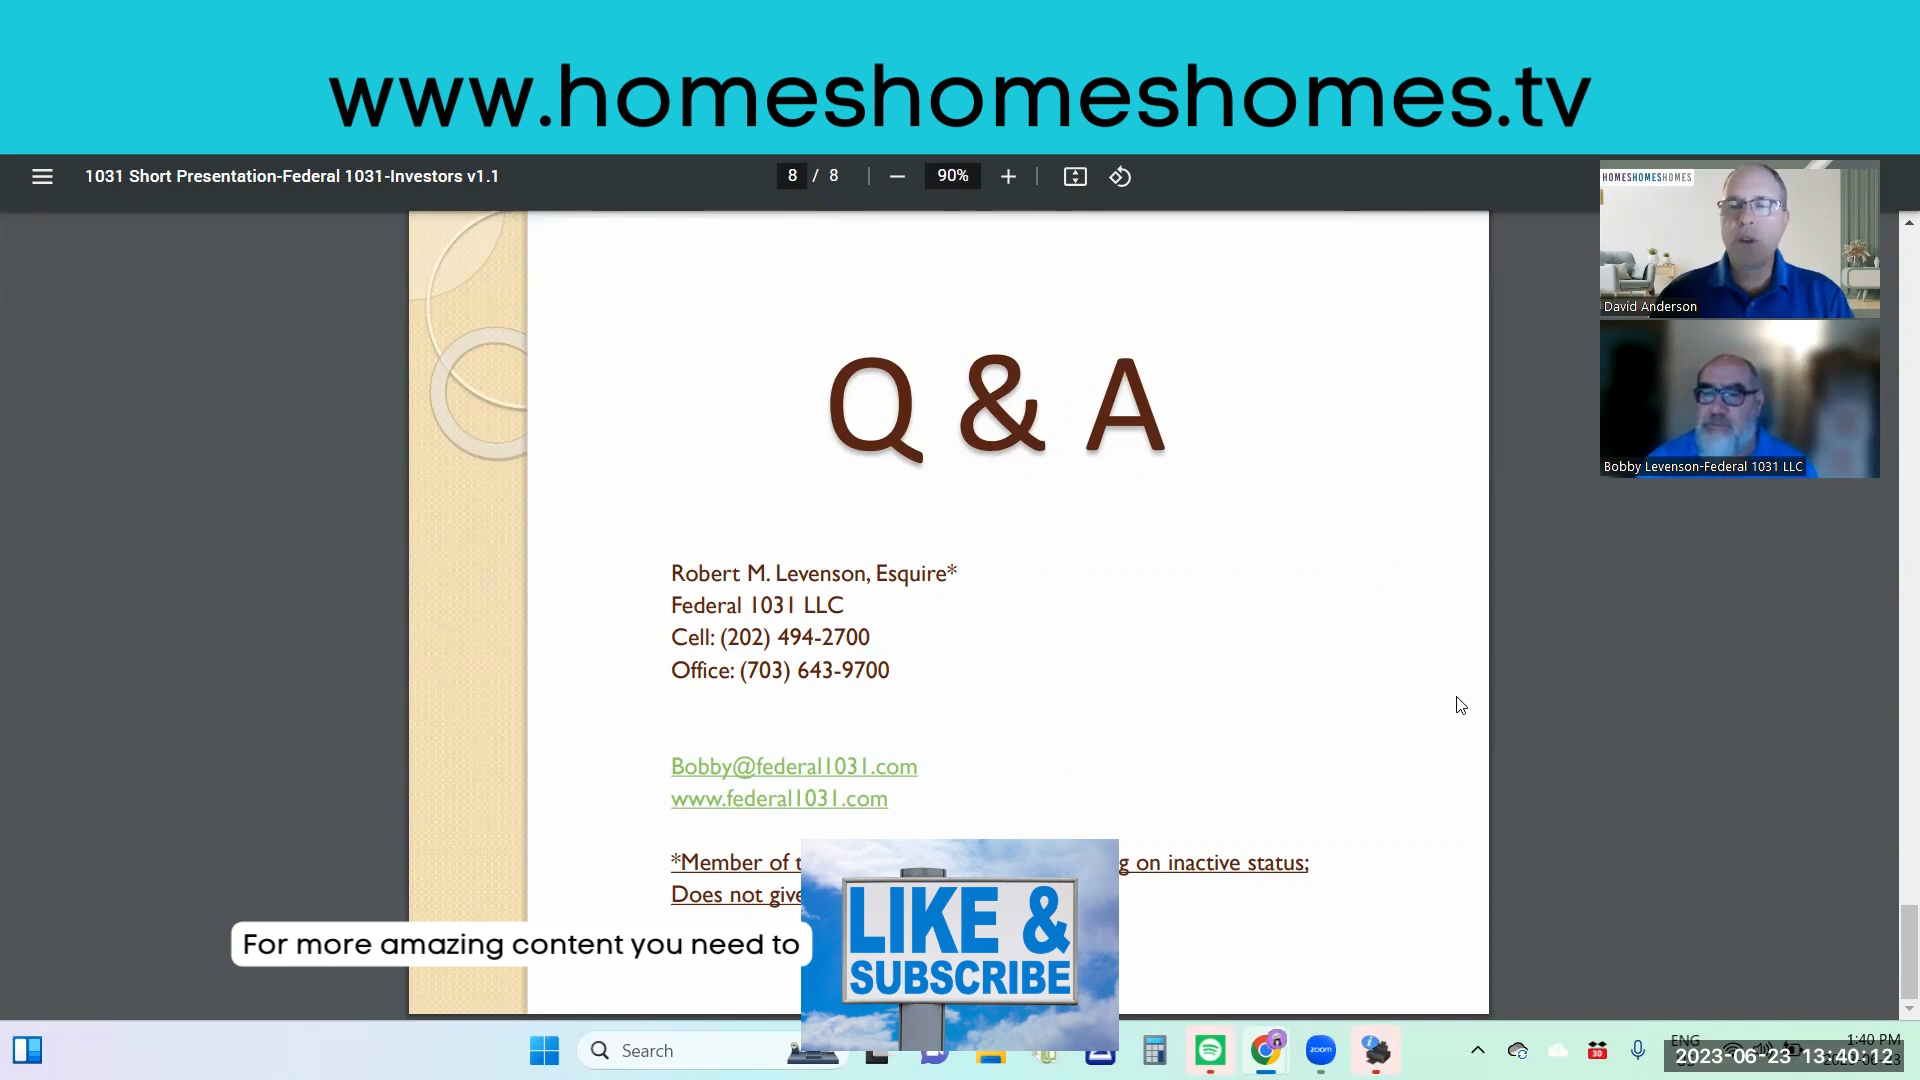 www.homeshomeshomes.tv
1031 Short Presentation-Federal 1031-Investors v1.1
8 / 8
90%
HOMESHOMESHOMES
David Anderson
Bobby Levenson-Federal 1031 LLC
Q & A
Robert M. Levenson, Esquire*
Federal 1031 LLC
Cell: (202) 494-2700
Office: (703) 643-9700
Bobby@federal1031.com
www.federal1031.com
*Member of g on inactive status;
Does not give
For more amazing content you need to
LIKE &
SUBSCRIBE
Search
zoom
30
ENG
1:40 PM
2023-06-23 13:40:12